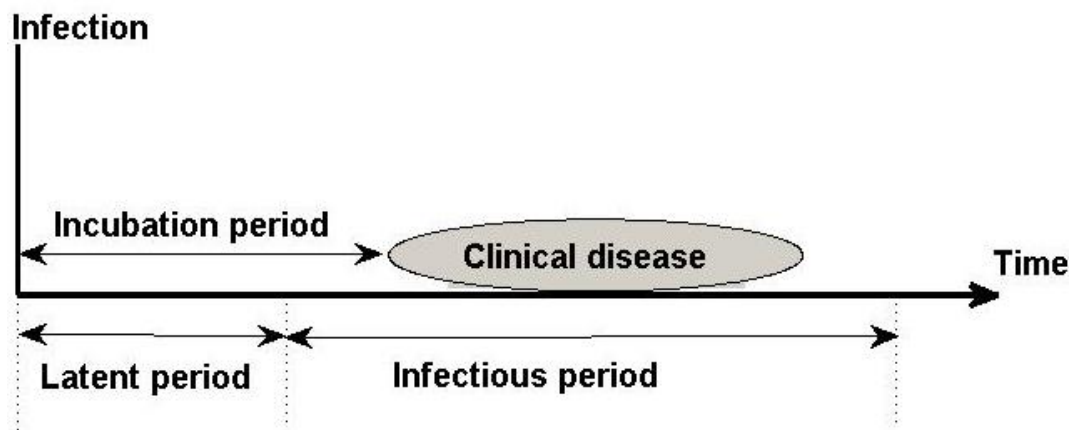 Infection
Incubation period
Clinical disease
Time
Latent period
Infectious period